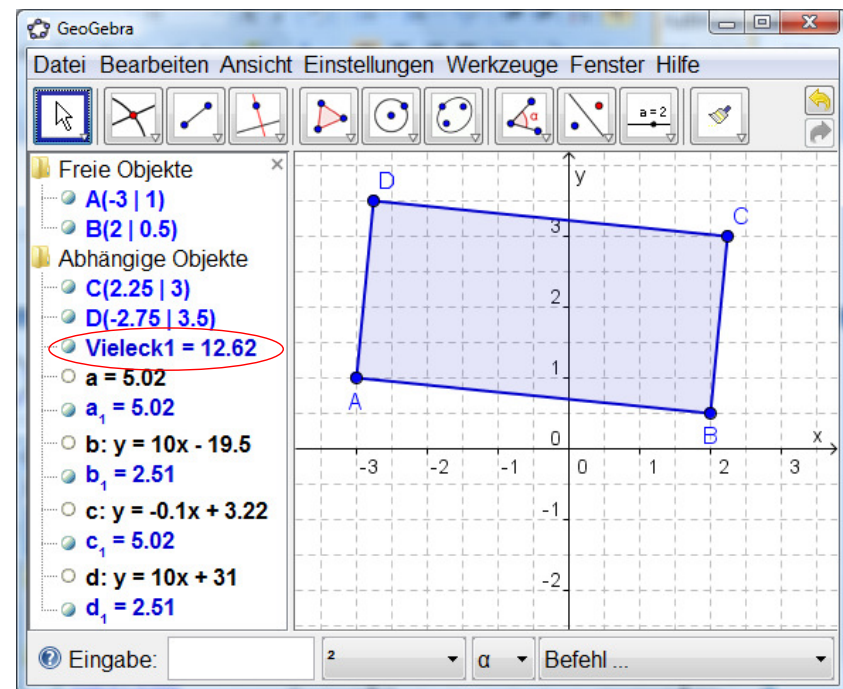 GeoGebra
Datei Bearbeiten Ansicht Einstellungen Werkzeuge Fenster Hilfe
α
a = 2
Freie Objekte
A(-3 | 1)
B(2 | 0.5)
Abhängige Objekte
C(2.25 | 3)
D(-2.75 | 3.5)
Vieleck1 = 12.62
a = 5.02
a₁ = 5.02
b: y = 10x - 19.5
b₁ = 2.51
c: y = -0.1x + 3.22
c₁ = 5.02
d: y = 10x + 31
d₁ = 2.51
D
y
C
3
2
1
A
B
0
x
-3 -2 -1 0 1 2 3
-1
-2
Eingabe: ² α Befehl ...